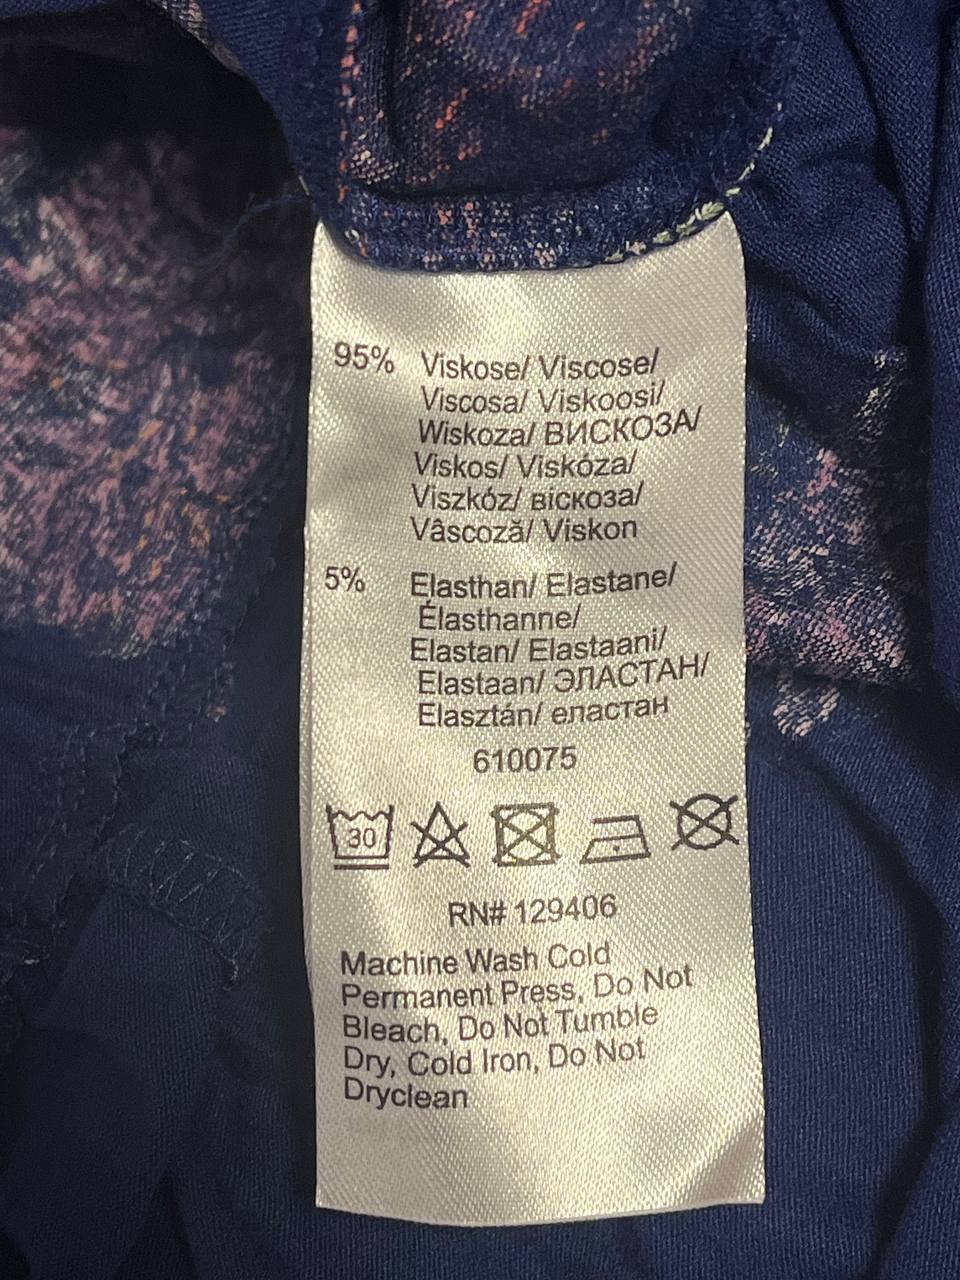 95% Viskose/ Viscose/
Viscosa/ Viskoosi/
Wiskoza/ ВИСКОЗА/
Viskos/ Viskóza/
Viszkóz/ віскоза/
Vâscoză/ Viskon
5% Elasthan/ Elastane/
Élasthanne/
Elastan/ Elastaani/
Elastaan/ ЭЛАСТАН/
Elasztán/ еластан
610075
30
RN# 129406
Machine Wash Cold
Permanent Press, Do Not
Bleach, Do Not Tumble
Dry, Cold Iron, Do Not
Dryclean